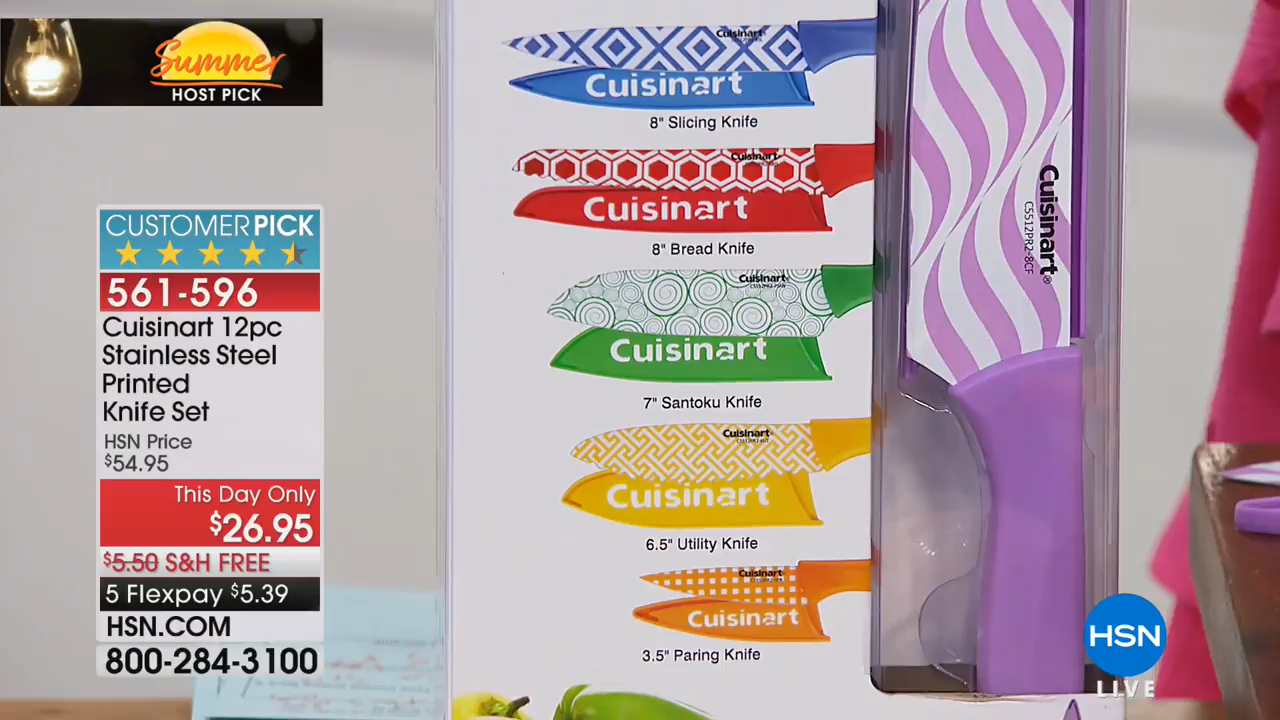 Summer
HOST PICK
CUSTOMER PICK
561-596
Cuisinart 12pc
Stainless Steel
Printed
Knife Set
HSN Price
$54.95
This Day Only
$26.95
$5.50 S&H FREE
5 Flexpay $5.39
HSN.COM
800-284-3100
Cuisinart
Cuisinart
8" Slicing Knife
Cuisinart
Cuisinart
8" Bread Knife
Cuisinart
Cuisinart
7" Santoku Knife
Cuisinart
Cuisinart
6.5" Utility Knife
Cuisinart
Cuisinart
3.5" Paring Knife
Cuisinart®
C5512PR2-8CF
HSN
LIVE